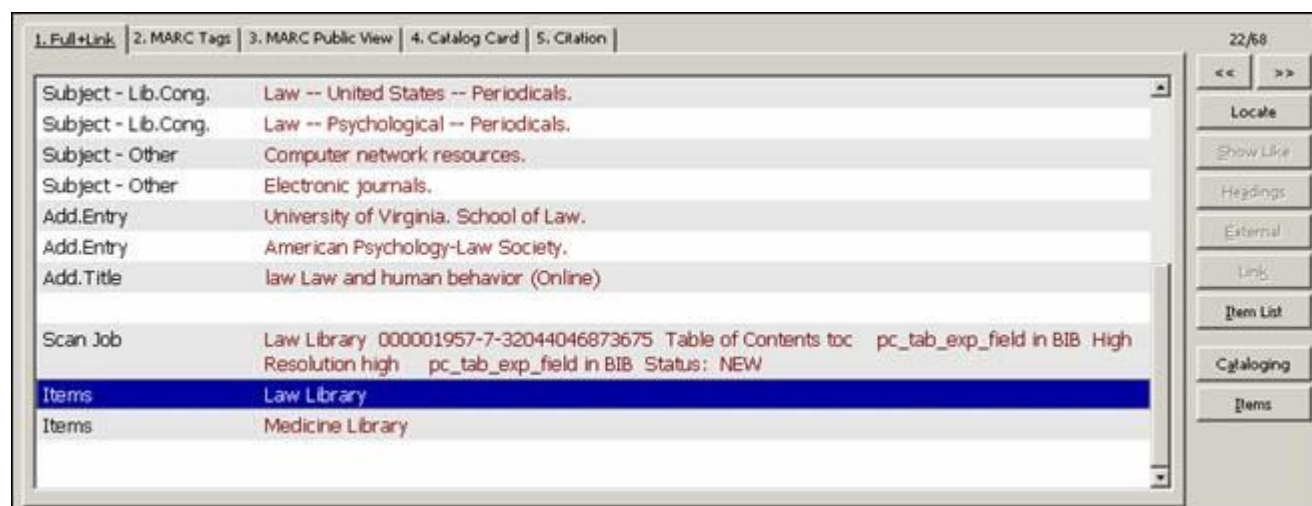 1. Full+Link 2. MARC Tags 3. MARC Public View 4. Catalog Card 5. Citation
22/68
<< >>
Subject - Lib.Cong. Law -- United States -- Periodicals.
Locate
Subject - Lib.Cong. Law -- Psychological -- Periodicals.
Subject - Other Computer network resources.
Show Like
Subject - Other Electronic journals.
Headings
Add.Entry University of Virginia. School of Law.
Add.Entry American Psychology-Law Society.
External
Add.Title law Law and human behavior (Online)
Link
Item List
Scan Job Law Library 000001957-7-32044046873675 Table of Contents toc pc_tab_exp_field in BIB High
Resolution high pc_tab_exp_field in BIB Status: NEW
Cataloging
Items Law Library
Items
Items Medicine Library